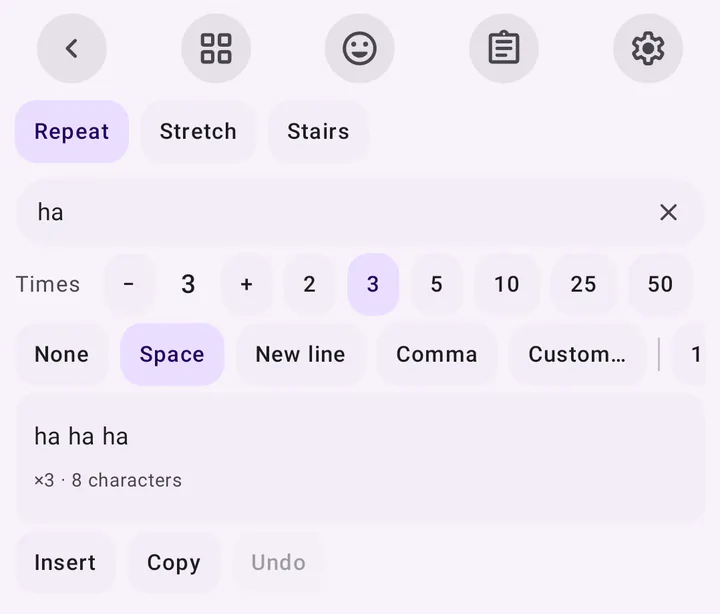 Repeat Stretch Stairs
ha
Times - 3 + 2 3 5 10 25 50
None Space New line Comma Custom... 1
ha ha ha
×3 · 8 characters
Insert Copy Undo